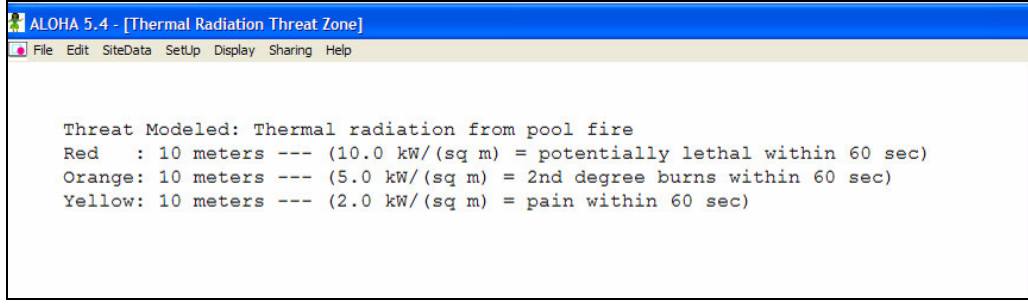 ALOHA 5.4 - [Thermal Radiation Threat Zone]
File Edit SiteData SetUp Display Sharing Help
Threat Modeled: Thermal radiation from pool fire
Red   : 10 meters --- (10.0 kW/(sq m) = potentially lethal within 60 sec)
Orange: 10 meters --- (5.0 kW/(sq m) = 2nd degree burns within 60 sec)
Yellow: 10 meters --- (2.0 kW/(sq m) = pain within 60 sec)